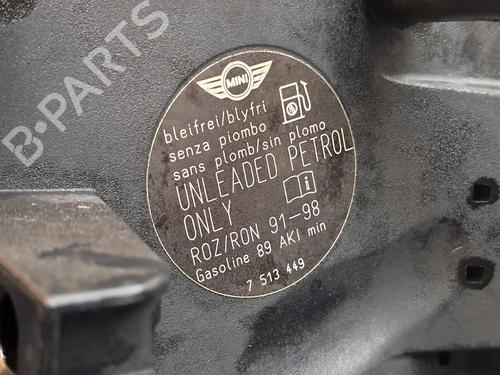 B-PARTS
MINI
bleifrei/blyfri
senza piombo
sans plomb/sin plomo
UNLEADED PETROL
ONLY
ROZ/RON 91-98
Gasoline 89 AKI min
7 513 449